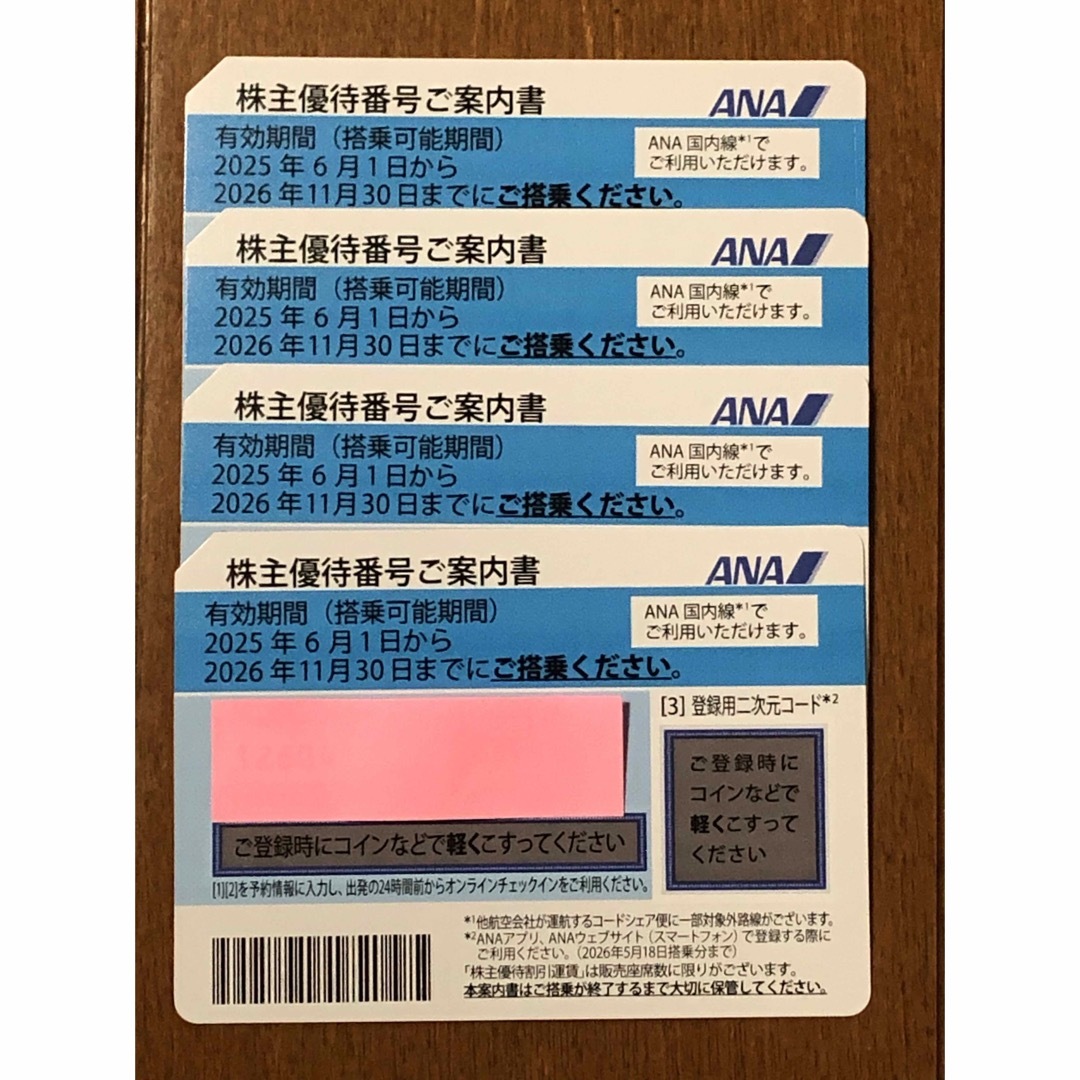 株主優待番号ご案内書
ANA
有効期間（搭乗可能期間）
2025年6月1日から
2026年11月30日までにご搭乗ください。
ANA国内線*1で
ご利用いただけます。
株主優待番号ご案内書
ANA
有効期間（搭乗可能期間）
2025年6月1日から
2026年11月30日までにご搭乗ください。
ANA国内線*1で
ご利用いただけます。
株主優待番号ご案内書
ANA
有効期間（搭乗可能期間）
2025年6月1日から
2026年11月30日までにご搭乗ください。
ANA国内線*1で
ご利用いただけます。
株主優待番号ご案内書
ANA
有効期間（搭乗可能期間）
2025年6月1日から
2026年11月30日までにご搭乗ください。
ANA国内線*1で
ご利用いただけます。
[3] 登録用二次元コード*2
ご登録時に
コインなどで
軽くこすって
ください
ご登録時にコインなどで軽くこすってください
[1][2]を予約情報に入力し、出発の24時間前からオンラインチェックインをご利用ください。
*1他航空会社が運航するコードシェア便に一部対象外路線がございます。
*2ANAアプリ、ANAウェブサイト（スマートフォン）で登録する際に
ご利用ください。（2026年5月18日搭乗分まで）
「株主優待割引運賃」は販売座席数に限りがございます。
本案内書はご搭乗が終了するまで大切に保管してください。